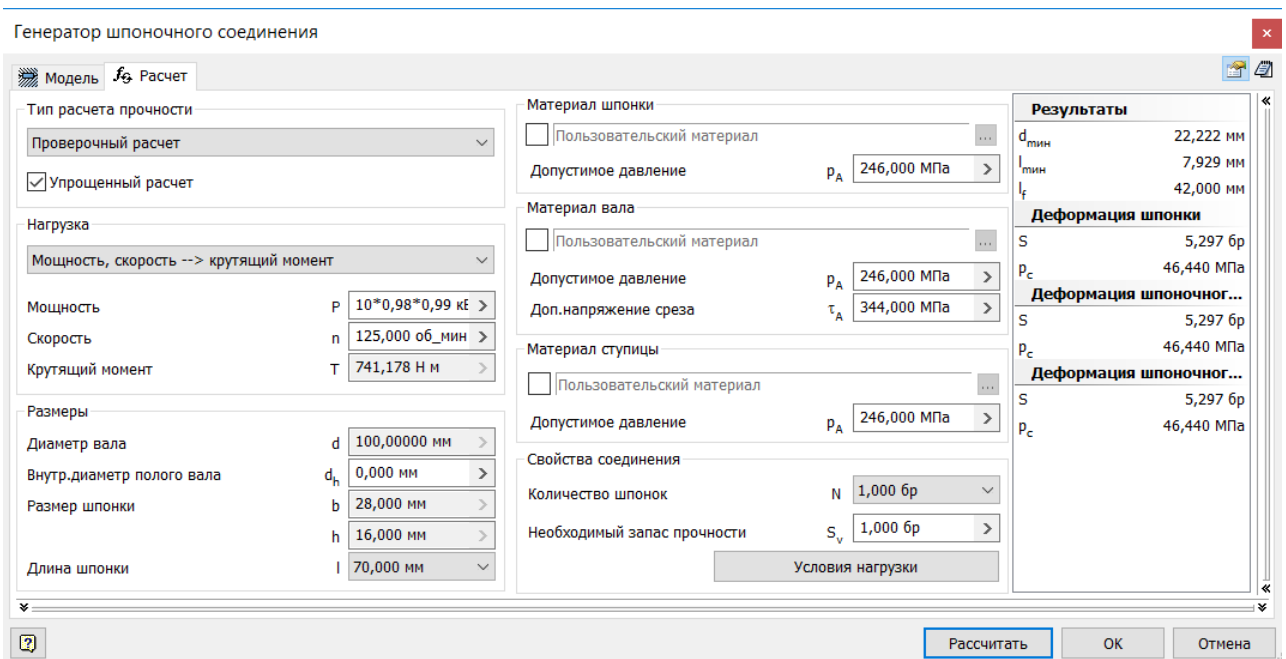 Генератор шпоночного соединения
Модель
Расчет
Тип расчета прочности
Проверочный расчет
Упрощенный расчет
Нагрузка
Мощность, скорость --> крутящий момент
Мощность P 10*0,98*0,99 кЕ >
Скорость n 125,000 об_мин >
Крутящий момент T 741,178 Н м >
Размеры
Диаметр вала d 100,00000 мм >
Внутр.диаметр полого вала dh 0,000 мм >
Размер шпонки b 28,000 мм >
h 16,000 мм >
Длина шпонки l 70,000 мм
Материал шпонки
Пользовательский материал ...
Допустимое давление pA 246,000 МПа >
Материал вала
Пользовательский материал ...
Допустимое давление pA 246,000 МПа >
Доп.напряжение среза τA 344,000 МПа >
Материал ступицы
Пользовательский материал ...
Допустимое давление pA 246,000 МПа >
Свойства соединения
Количество шпонок N 1,000 бр
Необходимый запас прочности Sv 1,000 бр >
Условия нагрузки
Результаты
dмин 22,222 мм
lмин 7,929 мм
lf 42,000 мм
Деформация шпонки
S 5,297 бр
pc 46,440 МПа
Деформация шпоночног...
S 5,297 бр
pc 46,440 МПа
Деформация шпоночног...
S 5,297 бр
pc 46,440 МПа
Рассчитать
ОК
Отмена